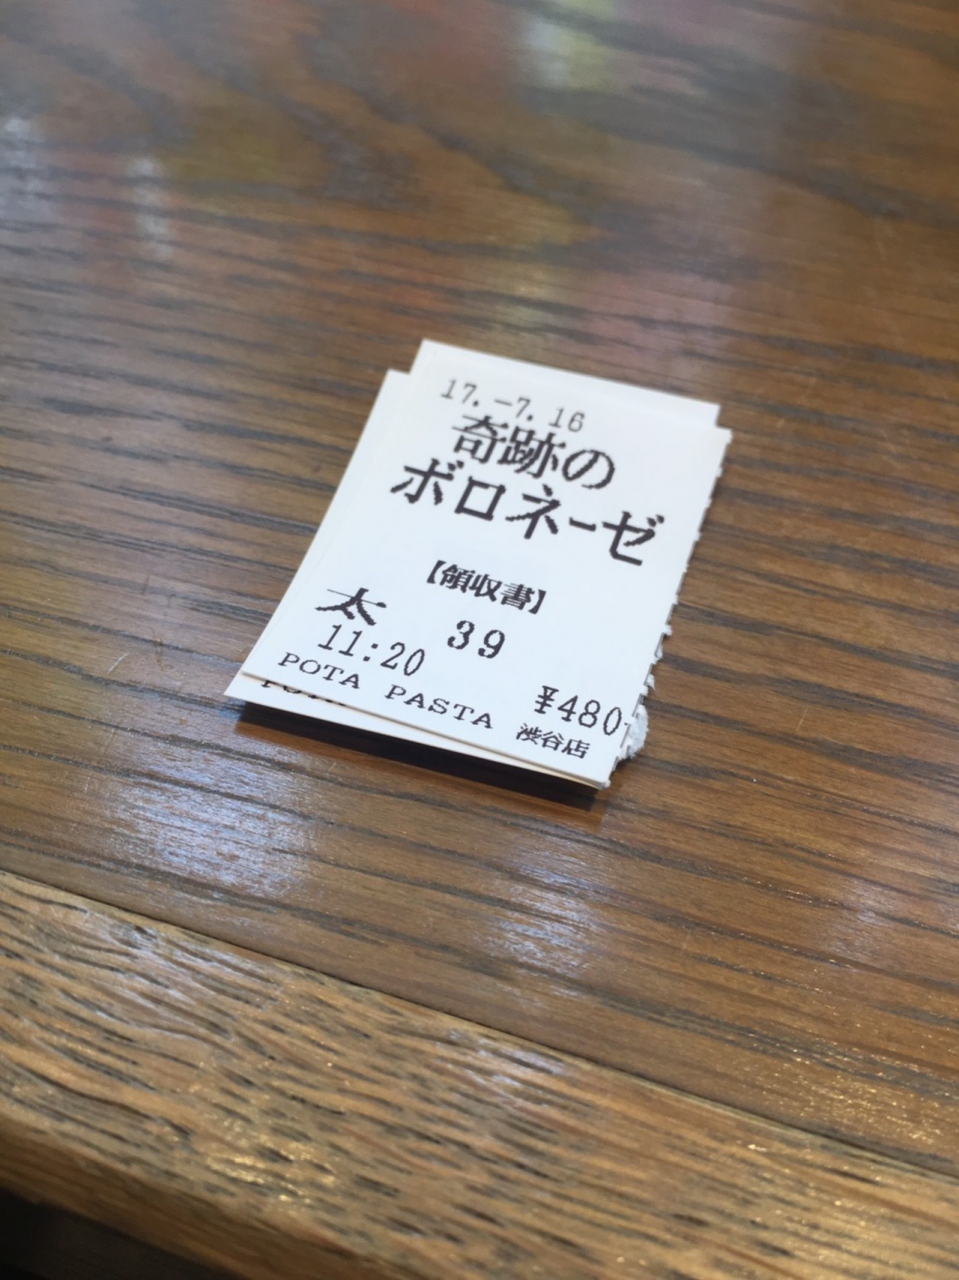 17.-7.16
奇跡の
ボロネーゼ
【領収書】
太 39
11:20
¥480-
POTA PASTA 渋谷店